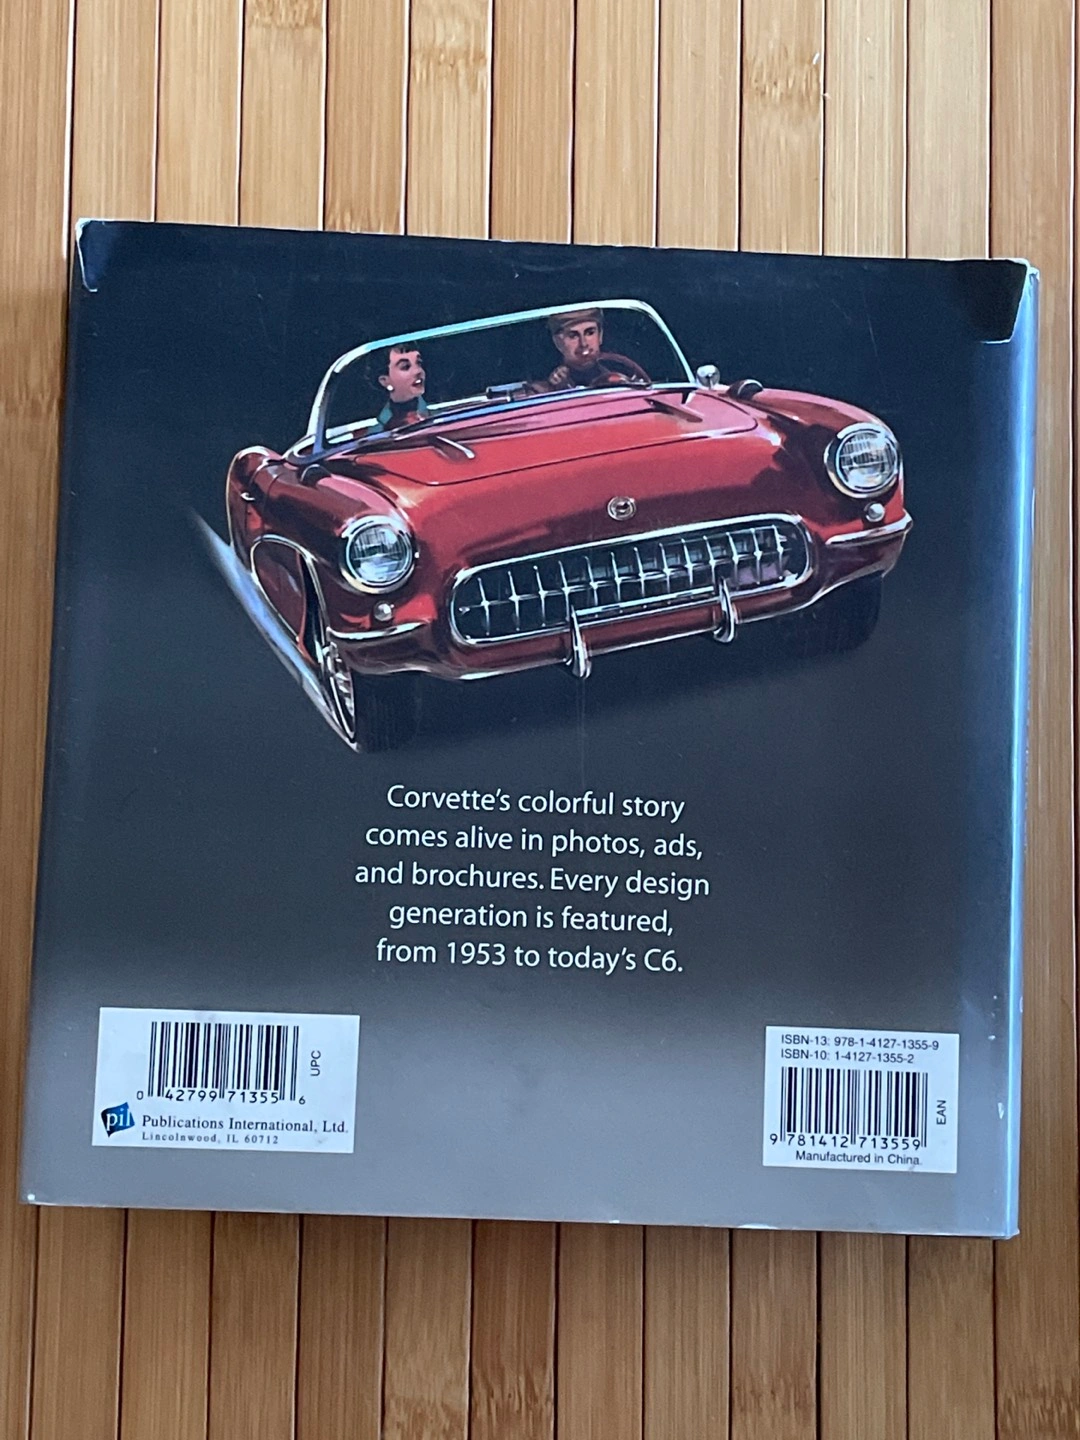 Corvette's colorful story
comes alive in photos, ads,
and brochures. Every design
generation is featured,
from 1953 to today's C6.
UPC
0 42799 71355 6
pil Publications International, Ltd.
Lincolnwood, IL 60712
ISBN-13: 978-1-4127-1355-9
ISBN-10: 1-4127-1355-2
EAN
9 781412 713559
Manufactured in China.